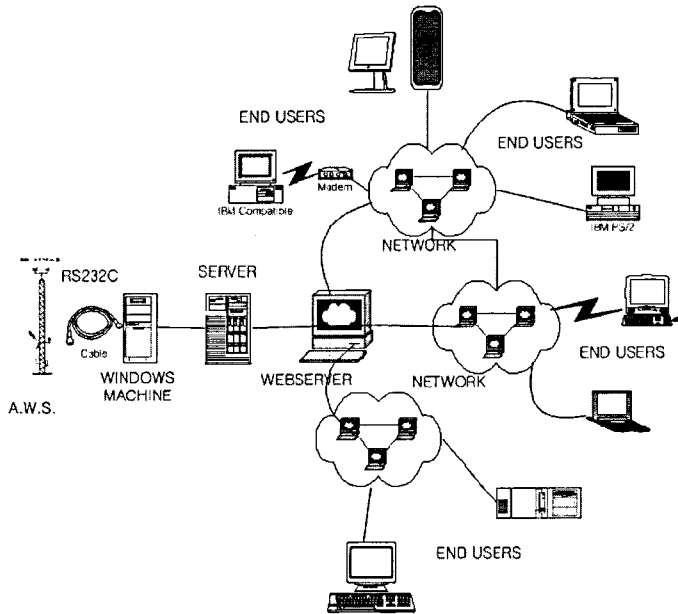 END USERS
END USERS
IBM Compatible
Modem
IBM PS/2
NETWORK
RS232C
SERVER
Cable
WINDOWS
MACHINE
WEBSERVER
NETWORK
END USERS
A.W.S.
END USERS